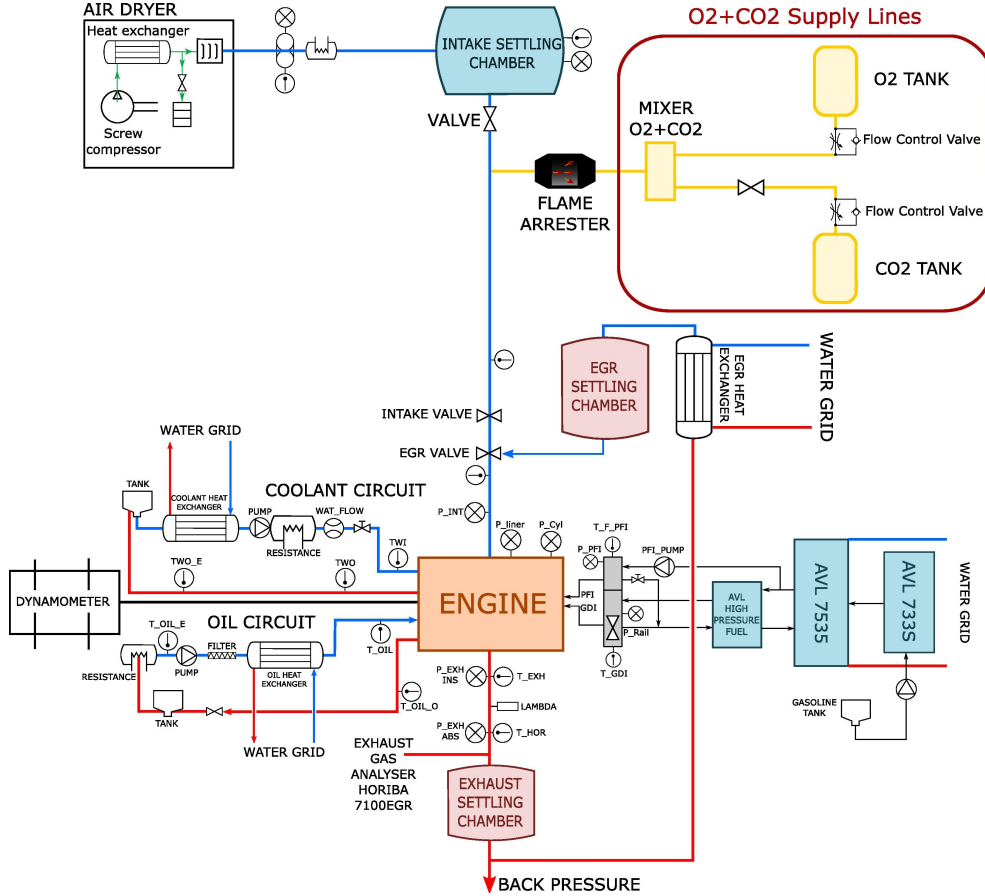 AIR DRYER
Heat exchanger
Screw
compressor
INTAKE SETTLING
CHAMBER
VALVE
O2+CO2 Supply Lines
O2 TANK
MIXER
O2+CO2
Flow Control Valve
FLAME
ARRESTER
Flow Control Valve
CO2 TANK
EGR
SETTLING
CHAMBER
EGR HEAT
EXCHANGER
WATER GRID
INTAKE VALVE
EGR VALVE
WATER GRID
TANK
COOLANT HEAT
EXCHANGER
COOLANT CIRCUIT
PUMP
WAT_FLOW
RESISTANCE
TWI
TWO_E
TWO
P_INT
P_liner
P_Cyl
T_F_PFI
P_PFI
PFI_PUMP
DYNAMOMETER
ENGINE
PFI
GDI
P_Rail
T_GDI
AVL
HIGH
PRESSURE
FUEL
AVL 7535
AVL 733S
WATER GRID
GASOLINE
TANK
OIL CIRCUIT
T_OIL_E
FILTER
PUMP
RESISTANCE
OIL HEAT
EXCHANGER
T_OIL
T_OIL_O
TANK
WATER GRID
P_EXH
INS
T_EXH
LAMBDA
P_EXH
ABS
T_HOR
EXHAUST
GAS
ANALYSER
HORIBA
7100EGR
EXHAUST
SETTLING
CHAMBER
BACK PRESSURE